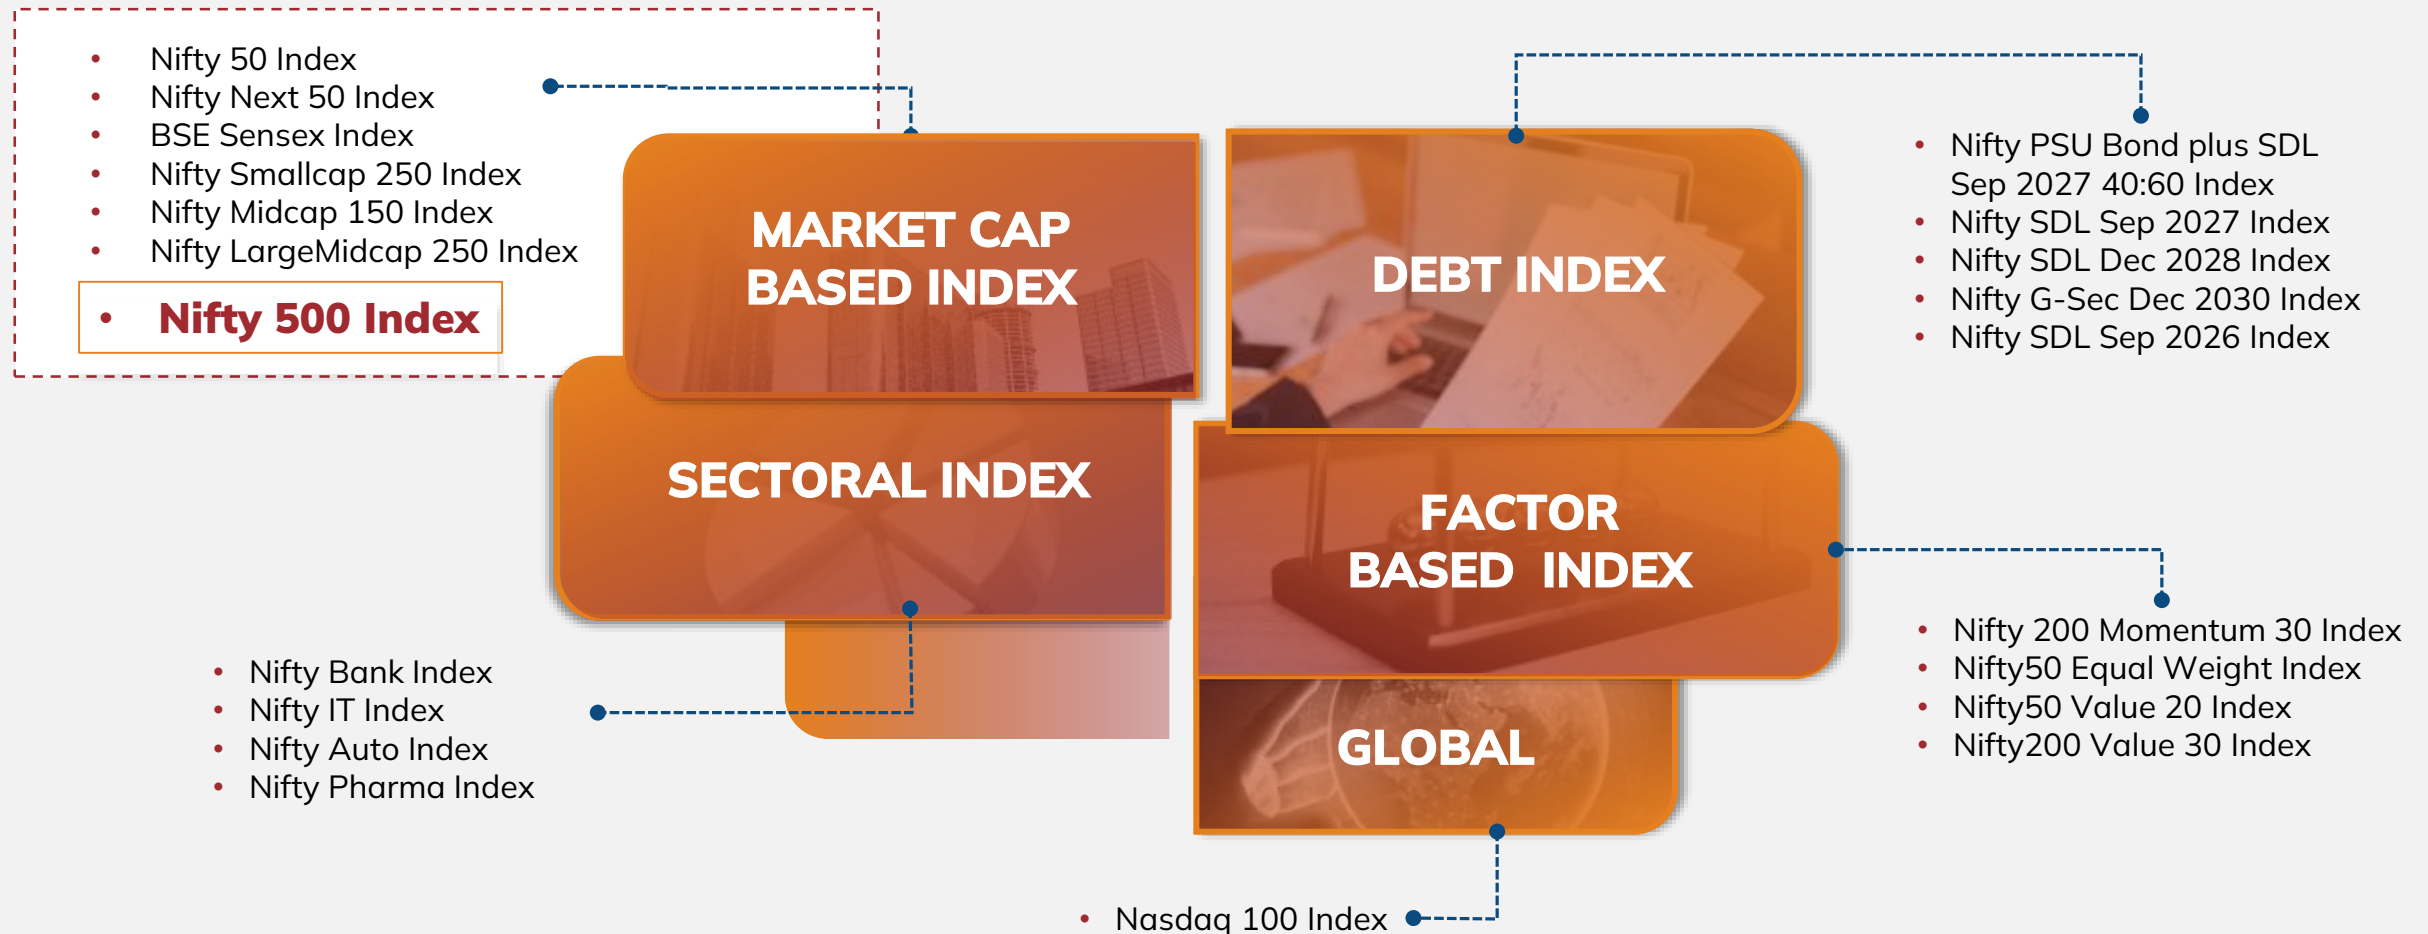 • Nifty 50 Index
• Nifty Next 50 Index
• BSE Sensex Index
• Nifty Smallcap 250 Index
• Nifty Midcap 150 Index
• Nifty LargeMidcap 250 Index
• Nifty 500 Index
MARKET CAP
BASED INDEX
DEBT INDEX
• Nifty PSU Bond plus SDL
Sep 2027 40:60 Index
• Nifty SDL Sep 2027 Index
• Nifty SDL Dec 2028 Index
• Nifty G-Sec Dec 2030 Index
• Nifty SDL Sep 2026 Index
SECTORAL INDEX
FACTOR
BASED INDEX
• Nifty Bank Index
• Nifty IT Index
• Nifty Auto Index
• Nifty Pharma Index
• Nifty 200 Momentum 30 Index
• Nifty50 Equal Weight Index
• Nifty50 Value 20 Index
• Nifty200 Value 30 Index
GLOBAL
• Nasdaq 100 Index